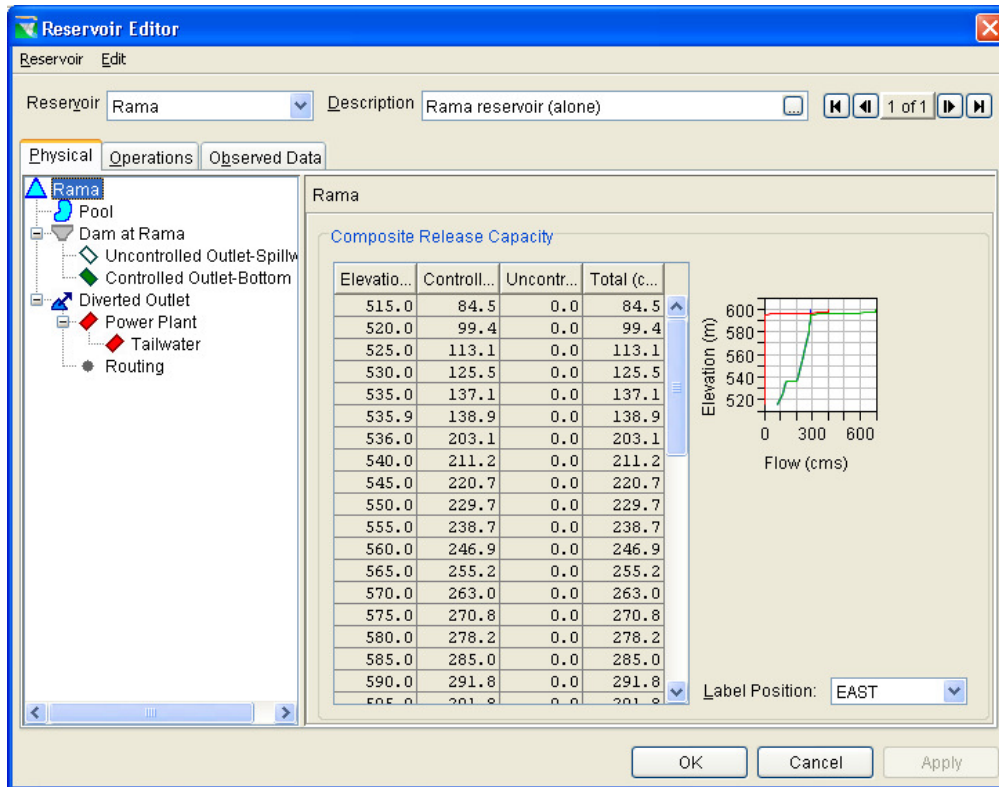 Reservoir Editor
Reservoir Edit
Reservoir Rama Description Rama reservoir (alone) ... 1 of 1
Physical Operations Observed Data
Rama
Pool
Dam at Rama
Uncontrolled Outlet-Spillw
Controlled Outlet-Bottom
Diverted Outlet
Power Plant
Tailwater
Routing
Rama
Composite Release Capacity
Elevatio... Controll... Uncontr... Total (c...
515.0 84.5 0.0 84.5
520.0 99.4 0.0 99.4
525.0 113.1 0.0 113.1
530.0 125.5 0.0 125.5
535.0 137.1 0.0 137.1
535.9 138.9 0.0 138.9
536.0 203.1 0.0 203.1
540.0 211.2 0.0 211.2
545.0 220.7 0.0 220.7
550.0 229.7 0.0 229.7
555.0 238.7 0.0 238.7
560.0 246.9 0.0 246.9
565.0 255.2 0.0 255.2
570.0 263.0 0.0 263.0
575.0 270.8 0.0 270.8
580.0 278.2 0.0 278.2
585.0 285.0 0.0 285.0
590.0 291.8 0.0 291.8
Elevation (m)
600
580
560
540
520
0 300 600
Flow (cms)
Label Position: EAST
OK Cancel Apply